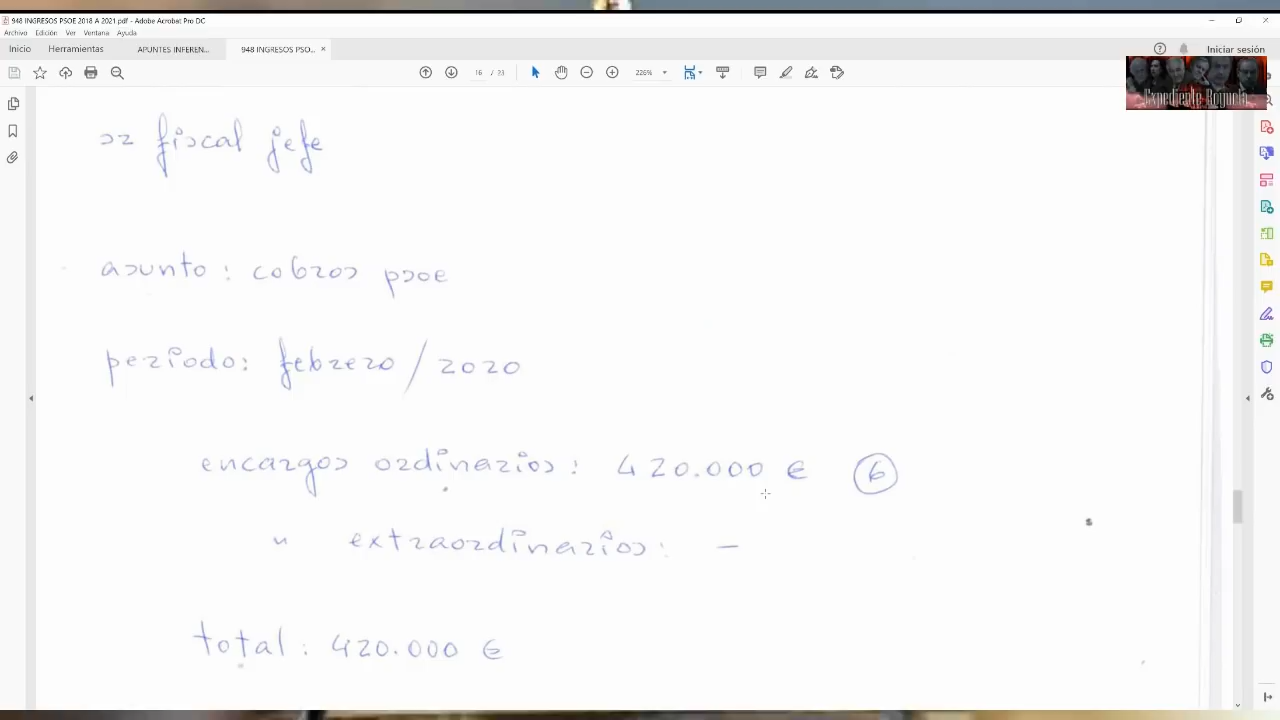 948 INGRESOS PSOE 2018 A 2021.pdf - Adobe Acrobat Pro DC
Archivo Edición Ver Ventana Ayuda
Inicio Herramientas APUNTES INFEREN... 948 INGRESOS PSO... × Iniciar sesión
16 / 23 226%
Expediente Royuela
sr fiscal jefe
asunto: cobros psoe
periodo: febrero/2020
encargos ordinarios: 420.000 € 6
" extraordinarios: —
total: 420.000 €